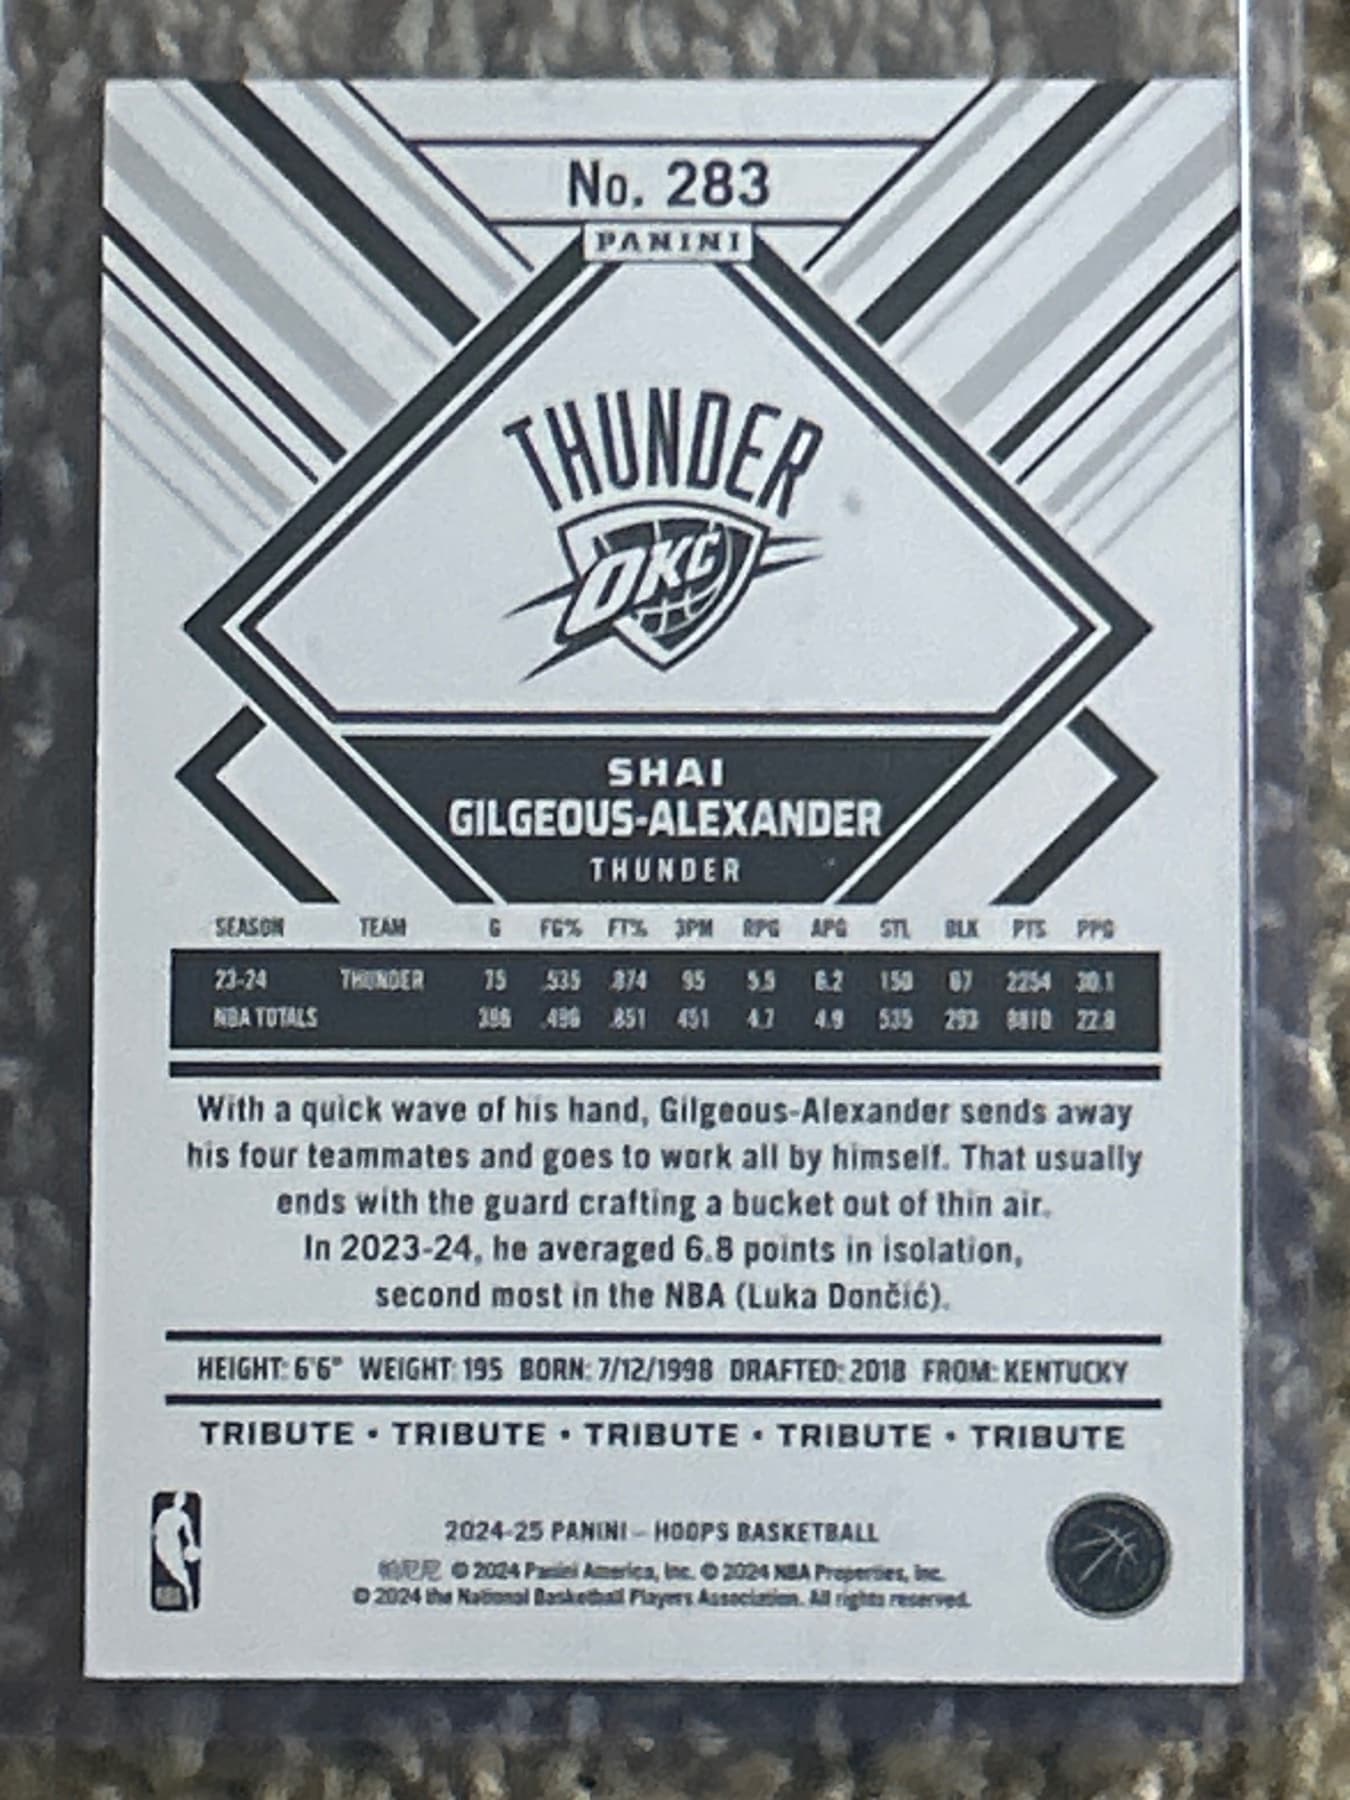 No. 283
PANINI
THUNDER
OKC
SHAI
GILGEOUS-ALEXANDER
THUNDER
SEASON TEAM G FG% FT% 3PM RPG APG STL BLK PTS PPG
23-24 THUNDER 75 .535 .874 95 5.5 6.2 150 67 2254 30.1
NBA TOTALS .851 451 4.7 4.9 535 293 22.8
With a quick wave of his hand, Gilgeous-Alexander sends away
his four teammates and goes to work all by himself. That usually
ends with the guard crafting a bucket out of thin air.
In 2023-24, he averaged 6.8 points in isolation,
second most in the NBA (Luka Dončić).
HEIGHT: 6'6" WEIGHT: 195 BORN: 7/12/1998 DRAFTED: 2018 FROM: KENTUCKY
TRIBUTE • TRIBUTE • TRIBUTE • TRIBUTE • TRIBUTE
2024-25 PANINI – HOOPS BASKETBALL
© 2024 Panini America, Inc. © 2024 NBA Properties, Inc.
© 2024 the National Basketball Players Association. All rights reserved.